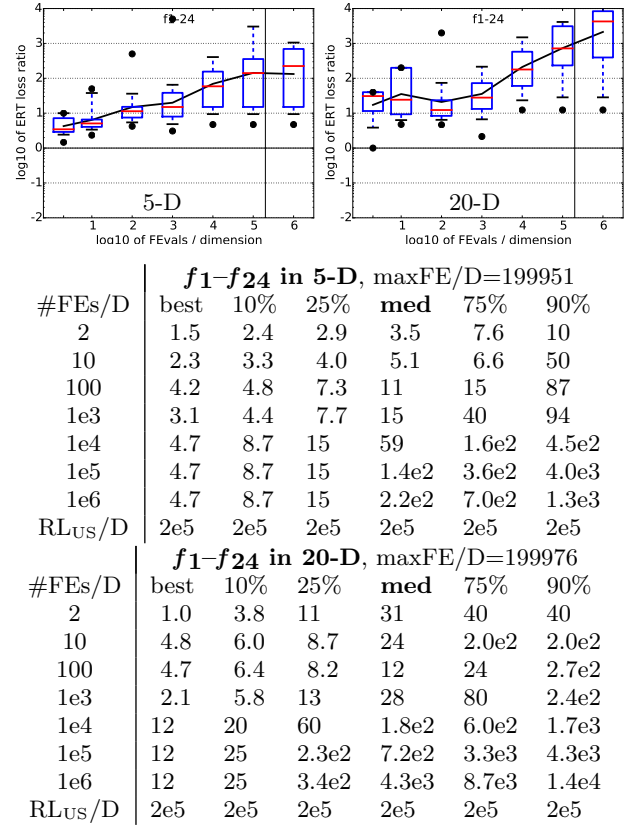 f1-24
log10 of ERT loss ratio
4
3
2
1
0
-1
-2
1 2 3 4 5 6
5-D
log10 of FEvals / dimension
f1-24
log10 of ERT loss ratio
4
3
2
1
0
-1
-2
1 2 3 4 5 6
20-D
log10 of FEvals / dimension
f1–f24 in 5-D, maxFE/D=199951
#FEs/D best 10% 25% med 75% 90%
2 1.5 2.4 2.9 3.5 7.6 10
10 2.3 3.3 4.0 5.1 6.6 50
100 4.2 4.8 7.3 11 15 87
1e3 3.1 4.4 7.7 15 40 94
1e4 4.7 8.7 15 59 1.6e2 4.5e2
1e5 4.7 8.7 15 1.4e2 3.6e2 4.0e3
1e6 4.7 8.7 15 2.2e2 7.0e2 1.3e3
RLUS/D 2e5 2e5 2e5 2e5 2e5 2e5
f1–f24 in 20-D, maxFE/D=199976
#FEs/D best 10% 25% med 75% 90%
2 1.0 3.8 11 31 40 40
10 4.8 6.0 8.7 24 2.0e2 2.0e2
100 4.7 6.4 8.2 12 24 2.7e2
1e3 2.1 5.8 13 28 80 2.4e2
1e4 12 20 60 1.8e2 6.0e2 1.7e3
1e5 12 25 2.3e2 7.2e2 3.3e3 4.3e3
1e6 12 25 3.4e2 4.3e3 8.7e3 1.4e4
RLUS/D 2e5 2e5 2e5 2e5 2e5 2e5